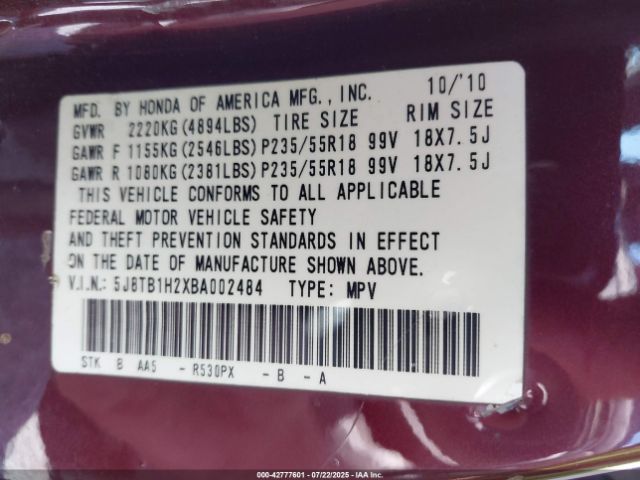 MFD. BY HONDA OF AMERICA MFG., INC. 10/'10
GVWR 2220KG(4894LBS) TIRE SIZE RIM SIZE
GAWR F 1155KG(2546LBS)P235/55R18 99V 18X7.5J
GAWR R 1080KG(2381LBS)P235/55R18 99V 18X7.5J
THIS VEHICLE CONFORMS TO ALL APPLICABLE
FEDERAL MOTOR VEHICLE SAFETY
AND THEFT PREVENTION STANDARDS IN EFFECT
ON THE DATE OF MANUFACTURE SHOWN ABOVE.
V.I.N.: 5J8TB1H2XBA002484 TYPE: MPV
STK B AA5 - R530PX - B - A
000-42777601 - 07/22/2025 - IAA Inc.